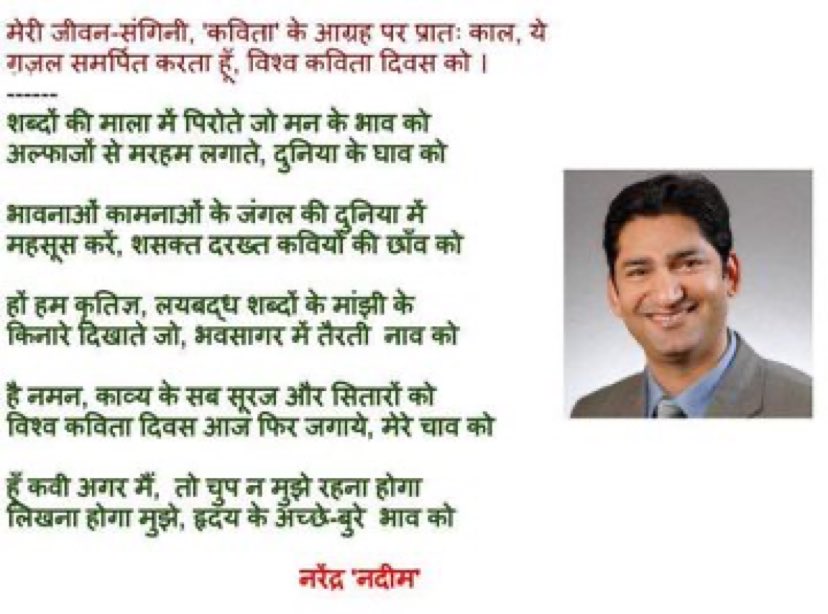 मेरी जीवन-संगिनी, 'कविता' के आग्रह पर प्रातः काल, ये
ग़ज़ल समर्पित करता हूँ, विश्व कविता दिवस को ।
------
शब्दों की माला में पिरोते जो मन के भाव को
अल्फाजों से मरहम लगाते, दुनिया के घाव को
भावनाओं कामनाओं के जंगल की दुनिया में
महसूस करें, शसक्त दरख्त कवियों की छाँव को
हों हम कृतिज्ञ, लयबद्ध शब्दों के मांझी के
किनारे दिखाते जो, भवसागर में तैरती नाव को
है नमन, काव्य के सब सूरज और सितारों को
विश्व कविता दिवस आज फिर जगाये, मेरे चाव को
हूँ कवी अगर मैं, तो चुप न मुझे रहना होगा
लिखना होगा मुझे, हृदय के अच्छे-बुरे भाव को
नरेंद्र 'नदीम'